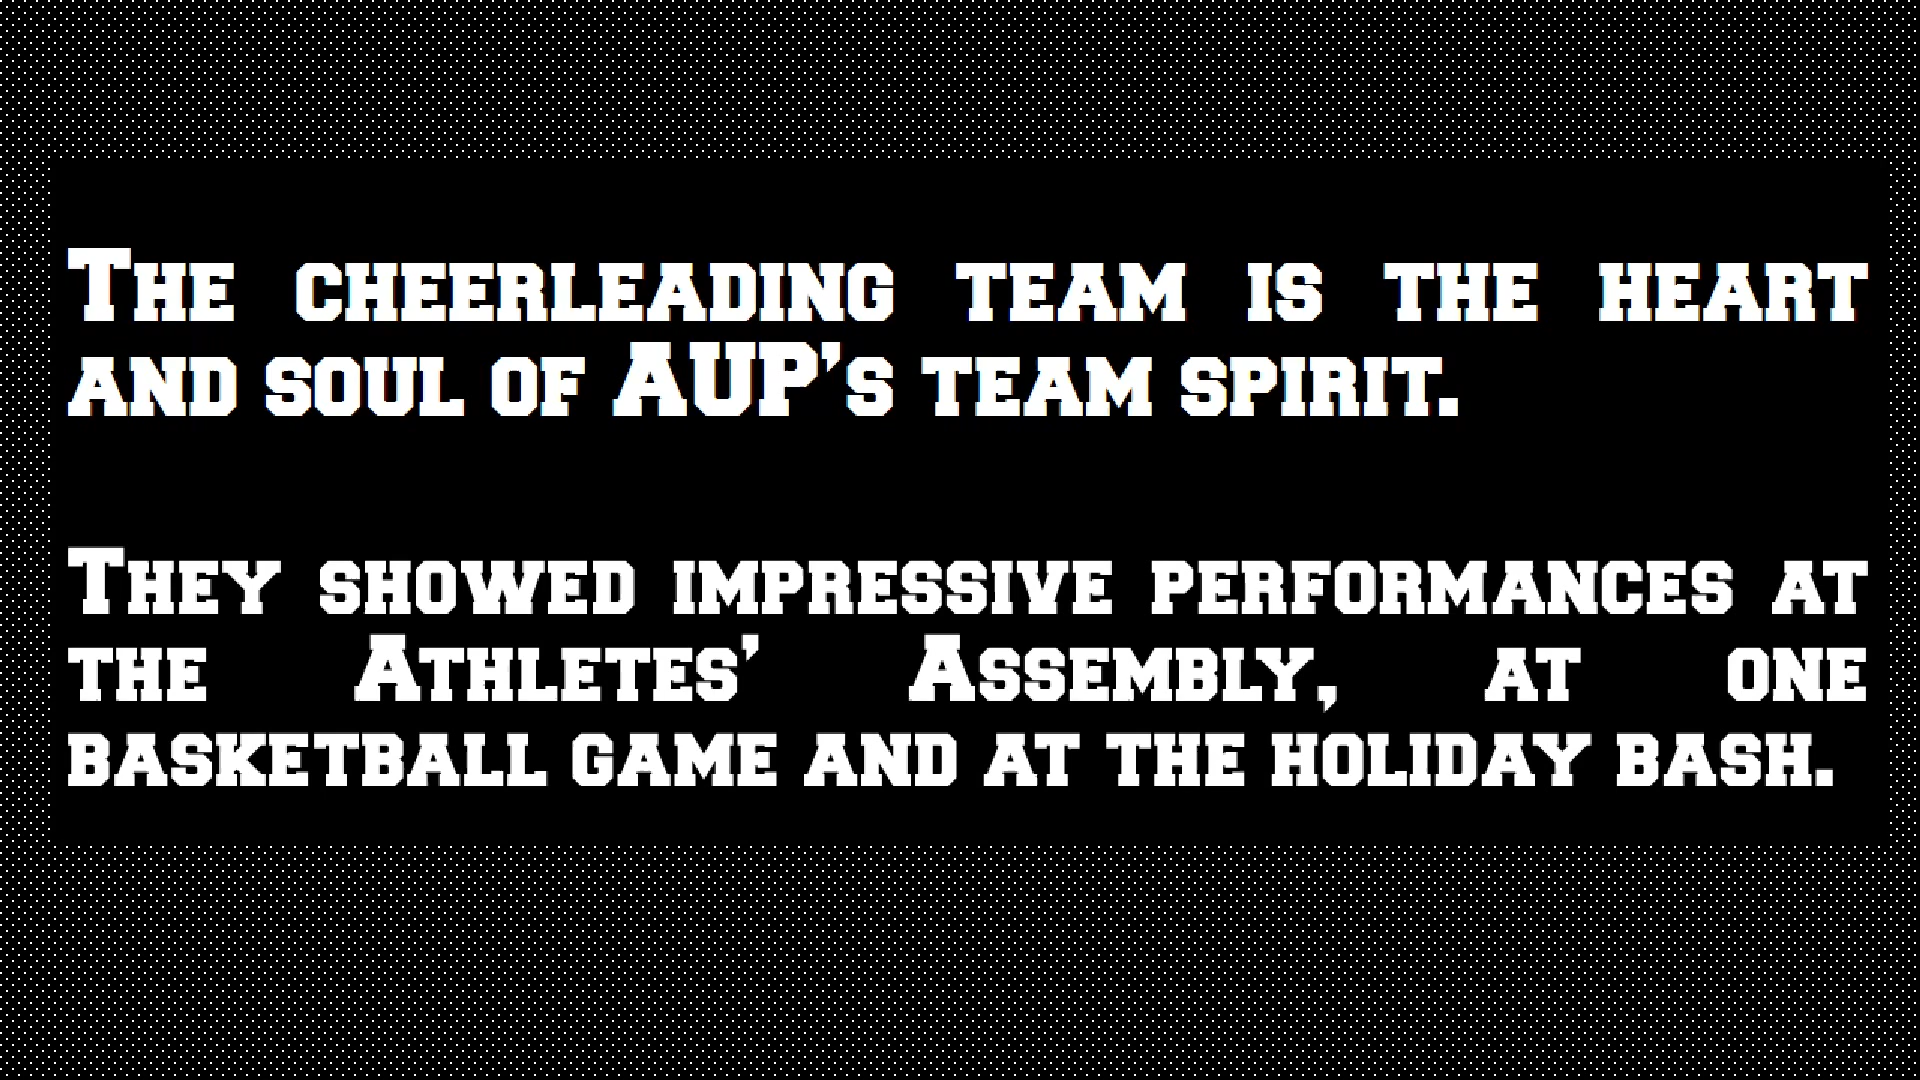 The cheerleading team is the heart
and soul of AUP's team spirit.
They showed impressive performances at
the Athletes' Assembly, at one
basketball game and at the holiday bash.